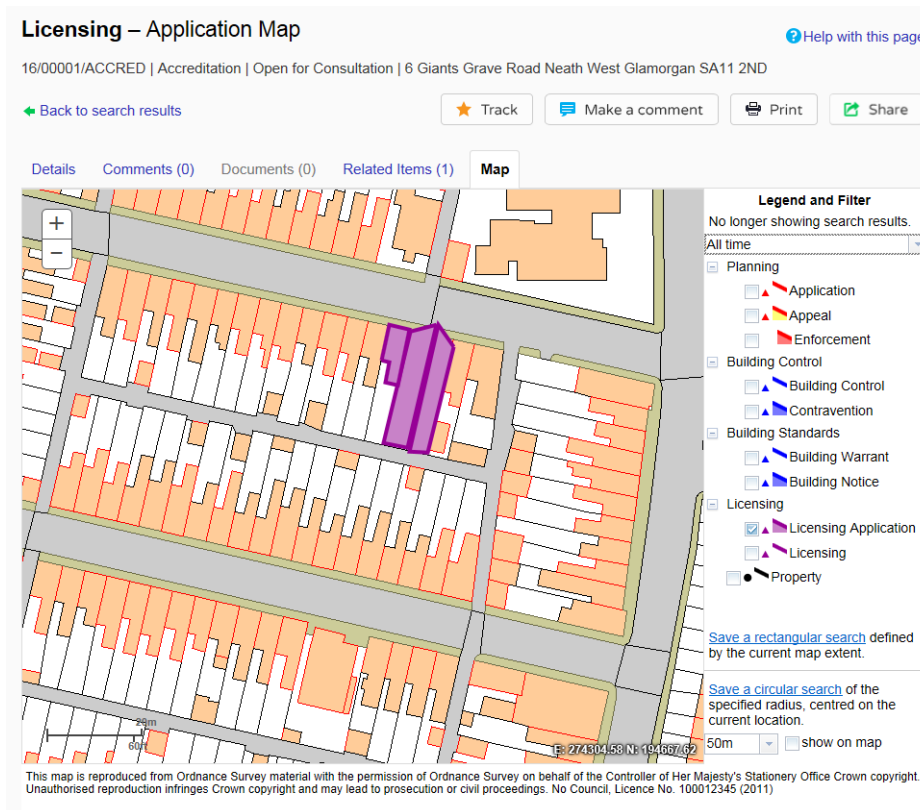 Licensing – Application Map
Help with this page
16/00001/ACCRED | Accreditation | Open for Consultation | 6 Giants Grave Road Neath West Glamorgan SA11 2ND
Back to search results
Track
Make a comment
Print
Share
Details
Comments (0)
Documents (0)
Related Items (1)
Map
+
−
Legend and Filter
No longer showing search results.
All time
Planning
Application
Appeal
Enforcement
Building Control
Building Control
Contravention
Building Standards
Building Warrant
Building Notice
Licensing
Licensing Application
Licensing
Property
Save a rectangular search defined
by the current map extent.
Save a circular search of the
specified radius, centred on the
current location.
50m
show on map
20m
60ft
E: 274304.58 N: 194667.62
This map is reproduced from Ordnance Survey material with the permission of Ordnance Survey on behalf of the Controller of Her Majesty's Stationery Office Crown copyright.
Unauthorised reproduction infringes Crown copyright and may lead to prosecution or civil proceedings. No Council, Licence No. 100012345 (2011)